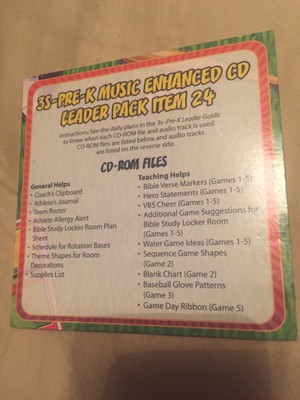 3S-PRE-K MUSIC ENHANCED CD
LEADER PACK ITEM 24
Instructions: See the daily plans in the 3s–Pre-K Leader Guide
to know when each CD-ROM file and audio track is used.
CD-ROM files are listed below, and audio tracks
are listed on the reverse side.
CD-ROM FILES
General Helps
• Coach's Clipboard
• Athlete's Journal
• Team Roster
• Athlete Allergy Alert
• Bible Study Locker Room Plan
Sheet
• Schedule for Rotation Bases
• Theme Shapes for Room
Decorations
• Supplies List
Teaching Helps
• Bible Verse Markers (Games 1-5)
• Hero Statements (Games 1-5)
• VBS Cheer (Games 1-5)
• Additional Game Suggestions for
Bible Study Locker Room
(Games 1-5)
• Water Game Ideas (Games 1-5)
• Sequence Game Shapes
(Game 2)
• Blank Chart (Game 2)
• Baseball Glove Patterns
(Game 3)
• Game Day Ribbon (Game 5)